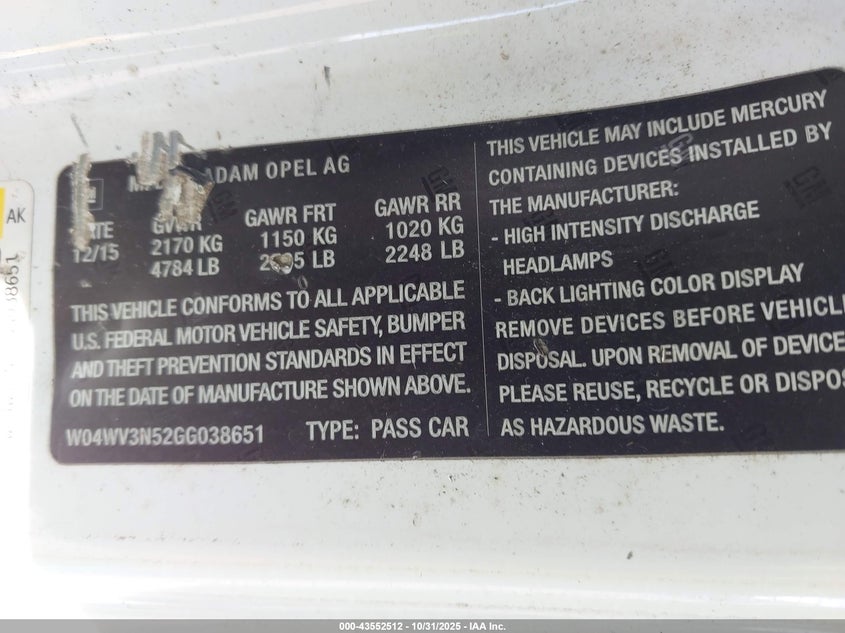 GM
ADAM OPEL AG
GVWR GAWR FRT GAWR RR
12/15 2170 KG 1150 KG 1020 KG
4784 LB LB 2248 LB
THIS VEHICLE CONFORMS TO ALL APPLICABLE
U.S. FEDERAL MOTOR VEHICLE SAFETY, BUMPER
AND THEFT PREVENTION STANDARDS IN EFFECT
ON THE DATE OF MANUFACTURE SHOWN ABOVE.
W04WV3N52GG038651 TYPE: PASS CAR
THIS VEHICLE MAY INCLUDE MERCURY
CONTAINING DEVICES INSTALLED BY
THE MANUFACTURER:
- HIGH INTENSITY DISCHARGE
HEADLAMPS
- BACK LIGHTING COLOR DISPLAY
REMOVE DEVICES BEFORE VEHICLE
DISPOSAL. UPON REMOVAL OF DEVICE
PLEASE REUSE, RECYCLE OR DISPOS
AS HAZARDOUS WASTE.
AK
000-43552512 - 10/31/2025 - IAA Inc.